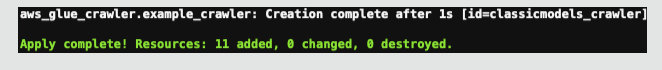 aws_glue_crawler.example_crawler: Creation complete after 1s [id=classicmodels_crawler]
Apply complete! Resources: 11 added, 0 changed, 0 destroyed.